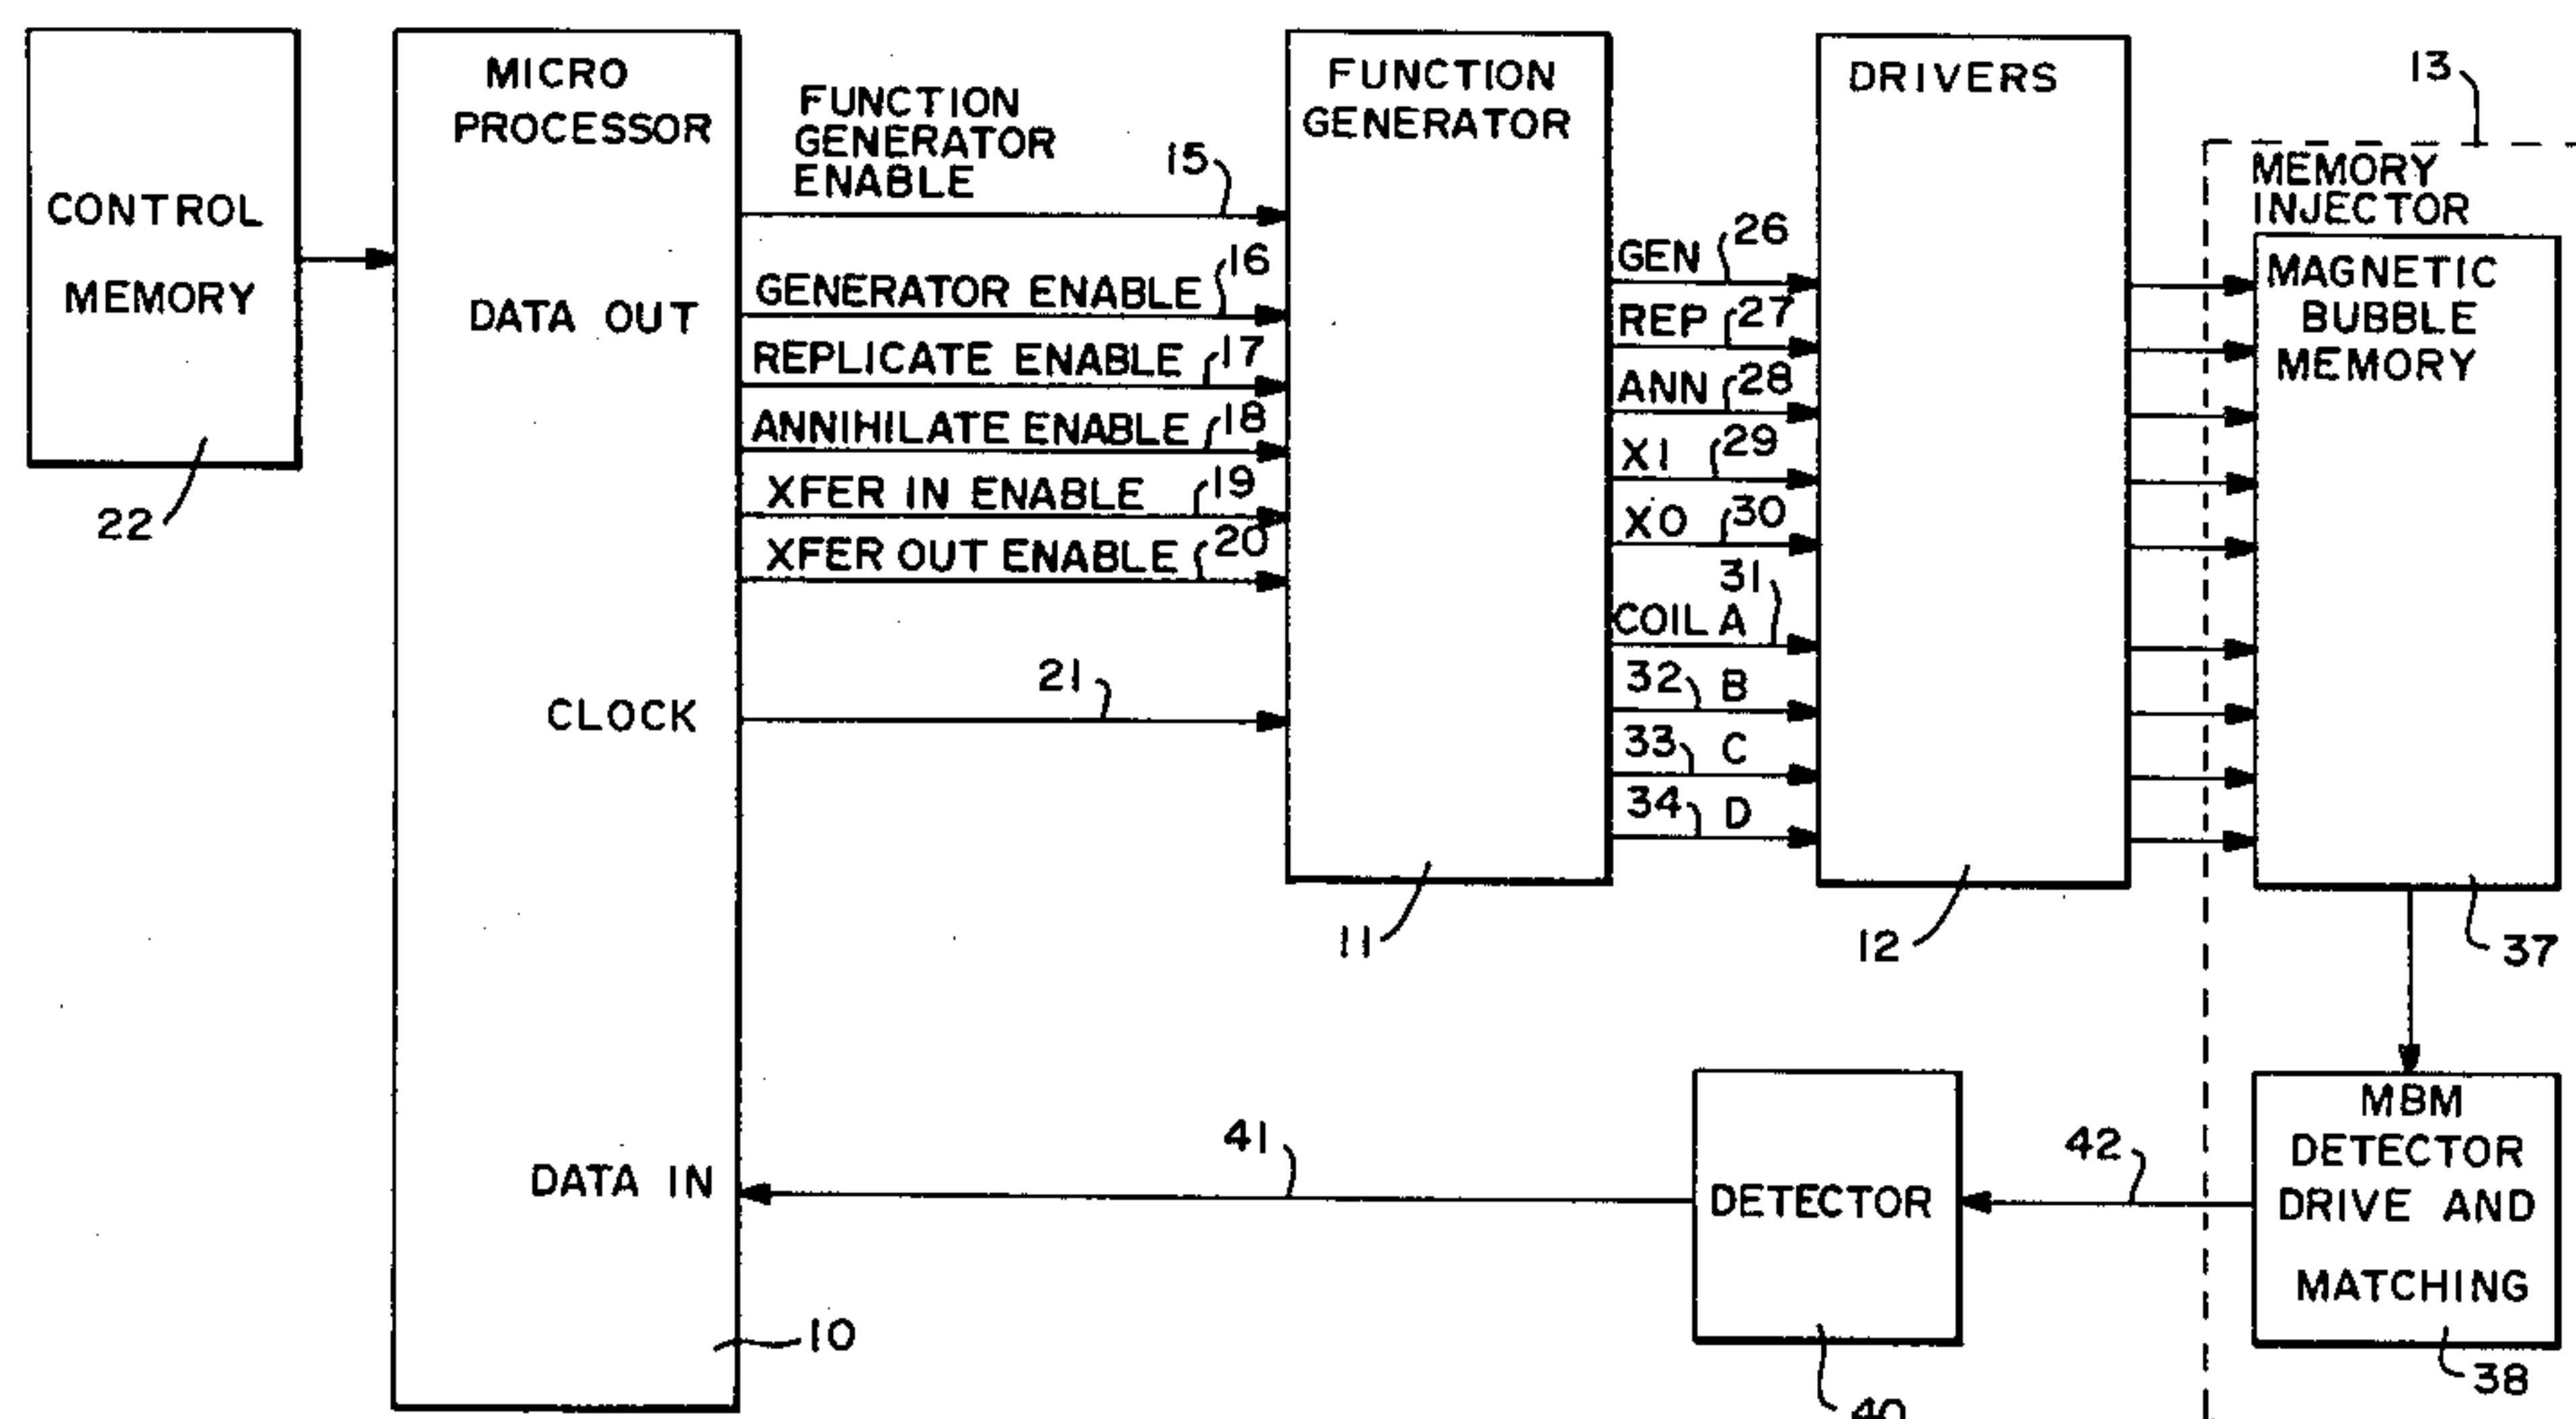 CONTROL
MEMORY
22
MICRO
PROCESSOR
DATA OUT
CLOCK
DATA IN
10
FUNCTION
GENERATOR
ENABLE
15
GENERATOR ENABLE 16
REPLICATE ENABLE 17
ANNIHILATE ENABLE 18
XFER IN ENABLE 19
XFER OUT ENABLE 20
21
FUNCTION
GENERATOR
11
GEN 26
REP 27
ANN 28
XI 29
XO 30
31
COIL A
32 B
33 C
34 D
DRIVERS
12
13
MEMORY
INJECTOR
MAGNETIC
BUBBLE
MEMORY
37
MBM
DETECTOR
DRIVE AND
MATCHING
38
42
DETECTOR
40
41